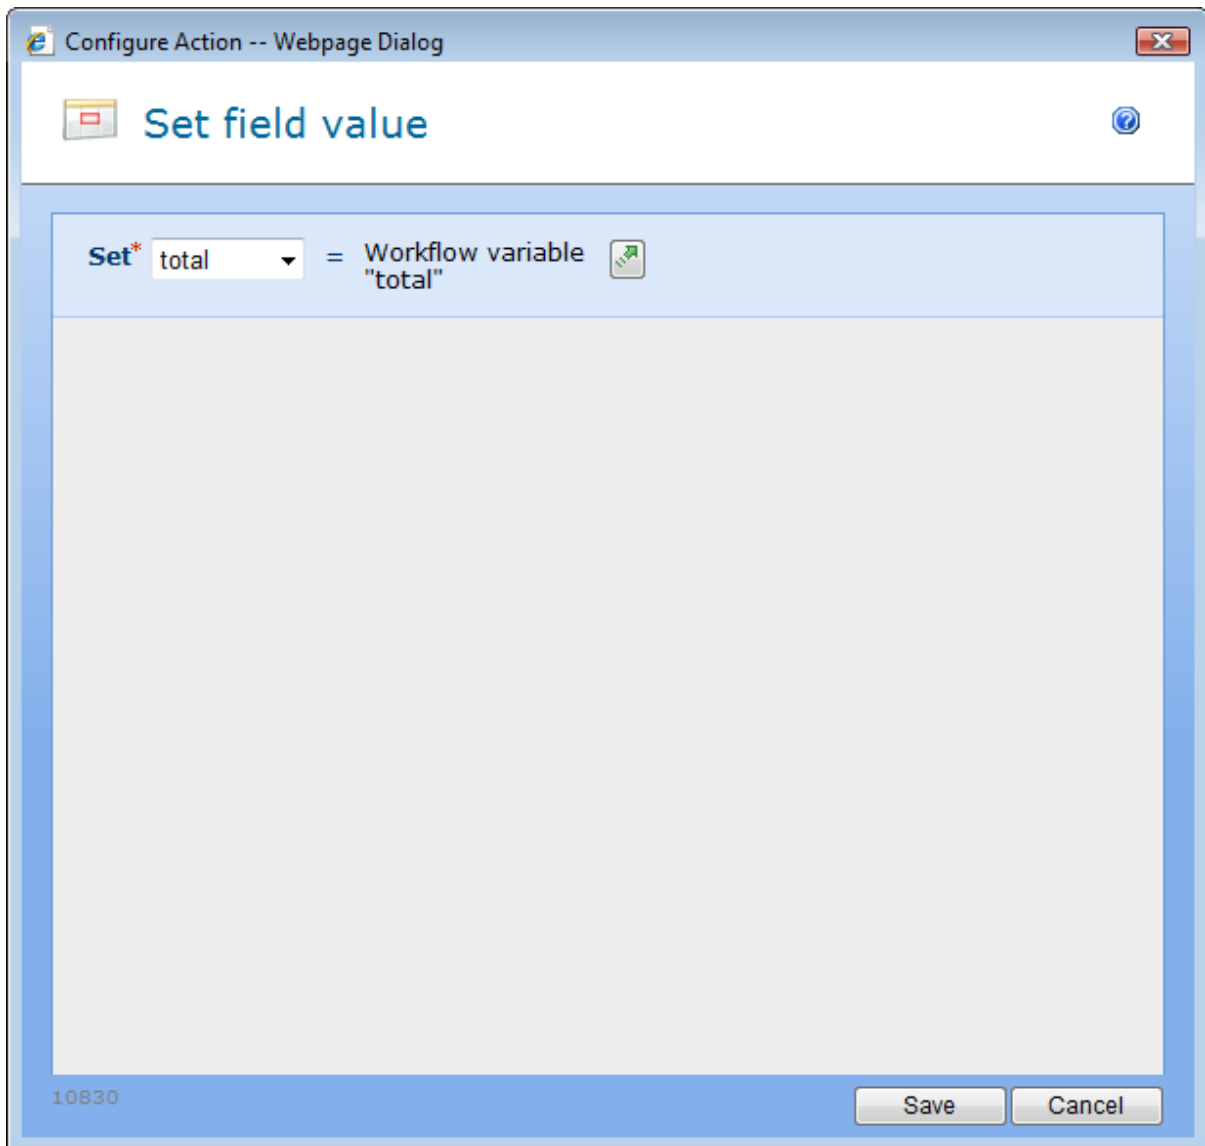 Configure Action -- Webpage Dialog
Set field value
Set* total = Workflow variable
"total"
10830
Save Cancel